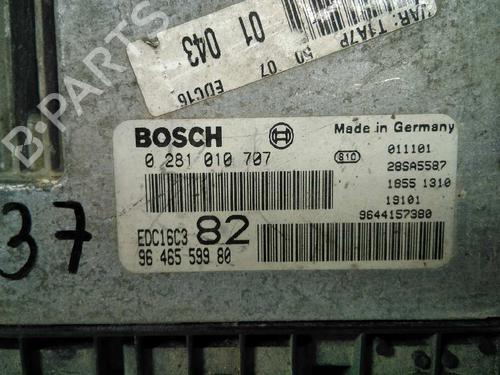 VAR: T1A7P
50 07
01 043
EDC16
B-PARTS
BOSCH
Made in Germany
0 281 010 707
S10
011101
28SA5587
1855 1310
19101
9644157380
EDC16C3
82
96 465 599 80
37